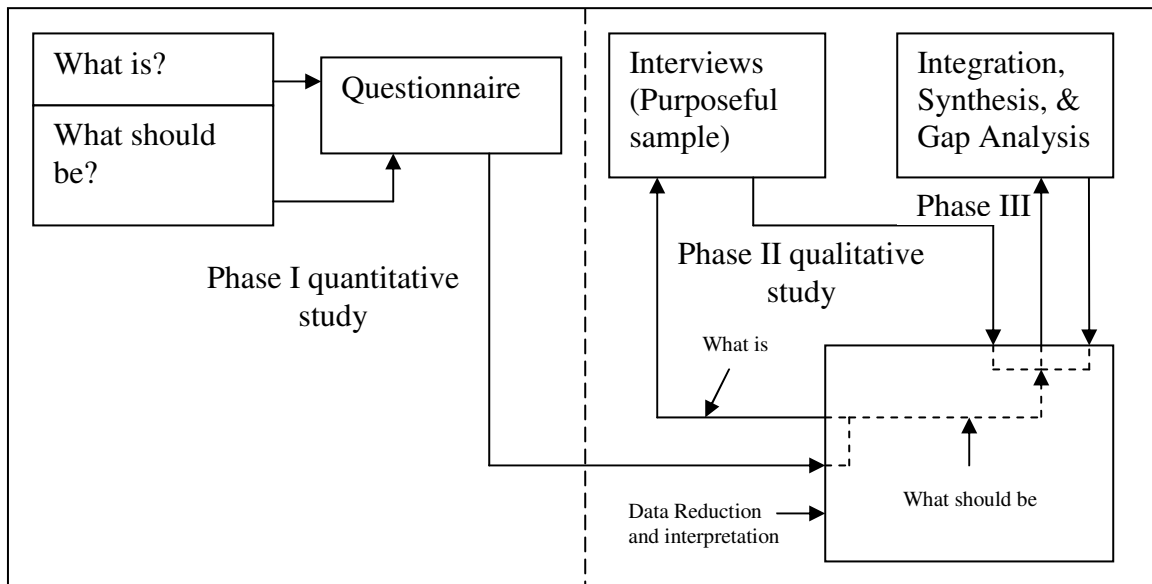 What is?
What should
be?
Questionnaire
Phase I quantitative
study
Interviews
(Purposeful
sample)
Integration,
Synthesis, &
Gap Analysis
Phase III
Phase II qualitative
study
What is
What should be
Data Reduction
and interpretation